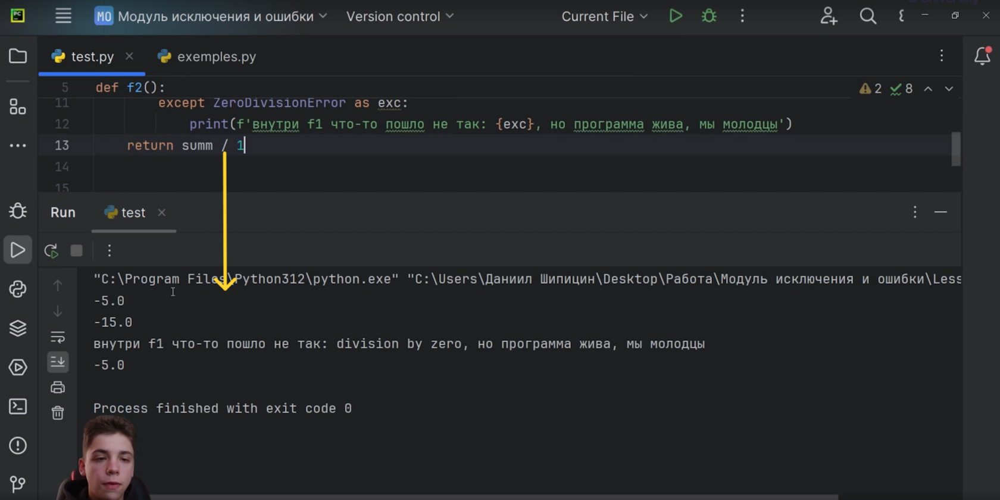 PC MO Модуль исключения и ошибки Version control Current File
test.py exemples.py
5 def f2(): 2 8
11 except ZeroDivisionError as exc:
12 print(f'внутри f1 что-то пошло не так: {exc}, но программа жива, мы молодцы')
13 return summ / 1
14
15
Run test
"C:\Program Files\Python312\python.exe" "C:\Users\Даниил Шипицин\Desktop\Работа\Модуль исключения и ошибки\Less
-5.0
-15.0
внутри f1 что-то пошло не так: division by zero, но программа жива, мы молодцы
-5.0
Process finished with exit code 0